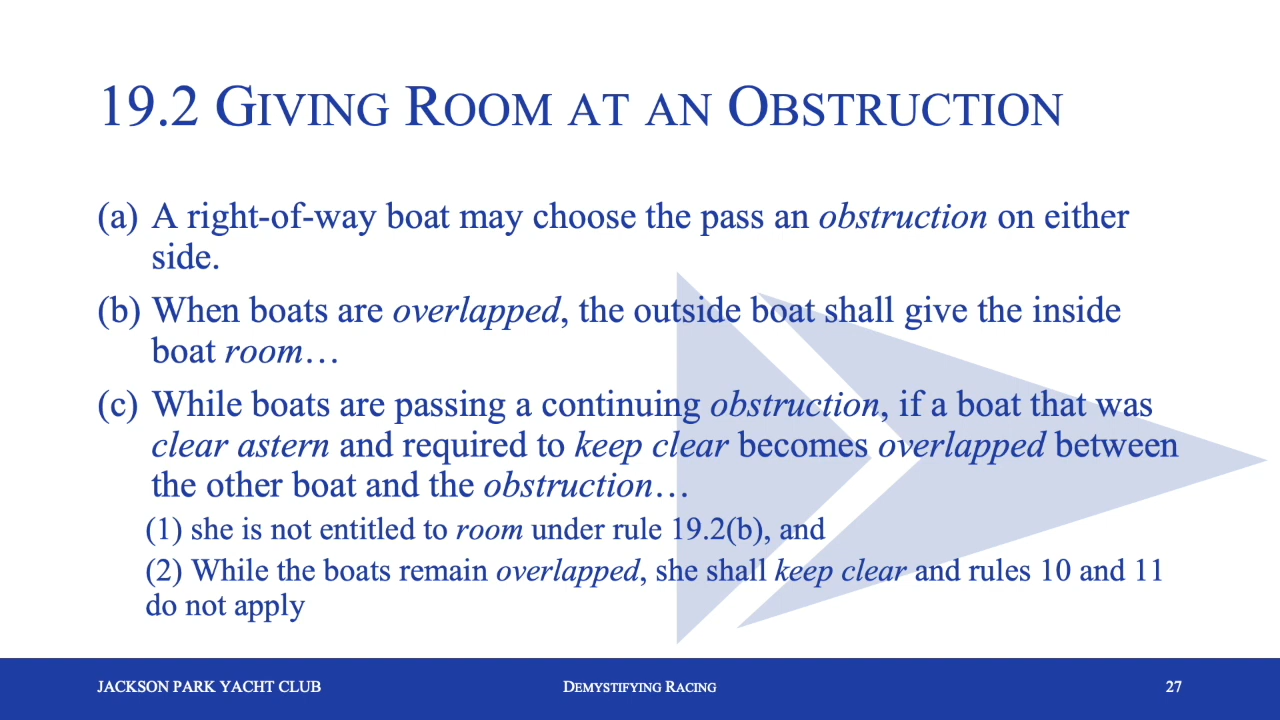 19.2 GIVING ROOM AT AN OBSTRUCTION
(a) A right-of-way boat may choose the pass an obstruction on either
side.
(b) When boats are overlapped, the outside boat shall give the inside
boat room…
(c) While boats are passing a continuing obstruction, if a boat that was
clear astern and required to keep clear becomes overlapped between
the other boat and the obstruction…
(1) she is not entitled to room under rule 19.2(b), and
(2) While the boats remain overlapped, she shall keep clear and rules 10 and 11
do not apply
JACKSON PARK YACHT CLUB
DEMYSTIFYING RACING
27